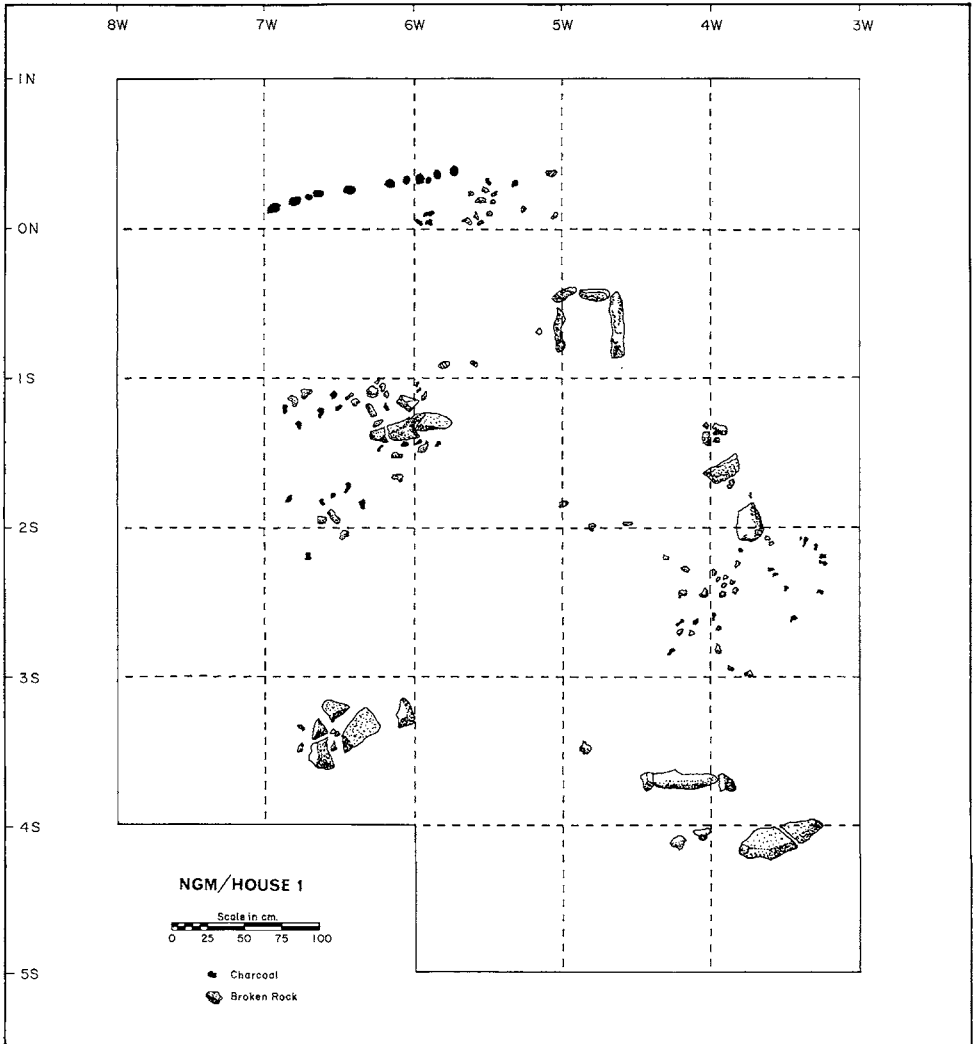 8W 7W 6W 5W 4W 3W
1N
0N
1S
2S
3S
4S
NGM/HOUSE 1
Scale in cm.
0 25 50 75 100
5S
Charcoal
Broken Rock